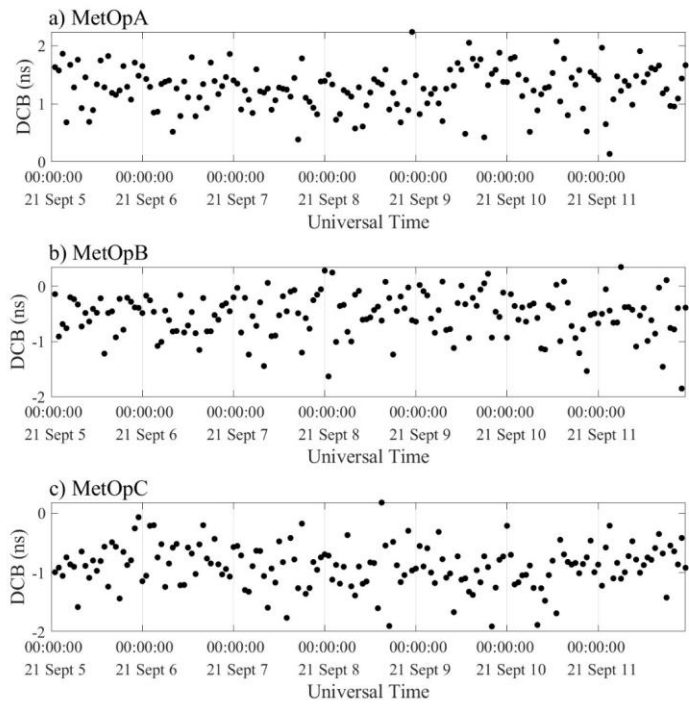 a) MetOpA
DCB (ns)
2
1
0
00:00:00 00:00:00 00:00:00 00:00:00 00:00:00 00:00:00 00:00:00
21 Sept 5 21 Sept 6 21 Sept 7 21 Sept 8 21 Sept 9 21 Sept 10 21 Sept 11
Universal Time
b) MetOpB
DCB (ns)
0
-1
-2
00:00:00 00:00:00 00:00:00 00:00:00 00:00:00 00:00:00 00:00:00
21 Sept 5 21 Sept 6 21 Sept 7 21 Sept 8 21 Sept 9 21 Sept 10 21 Sept 11
Universal Time
c) MetOpC
DCB (ns)
0
-1
-2
00:00:00 00:00:00 00:00:00 00:00:00 00:00:00 00:00:00 00:00:00
21 Sept 5 21 Sept 6 21 Sept 7 21 Sept 8 21 Sept 9 21 Sept 10 21 Sept 11
Universal Time